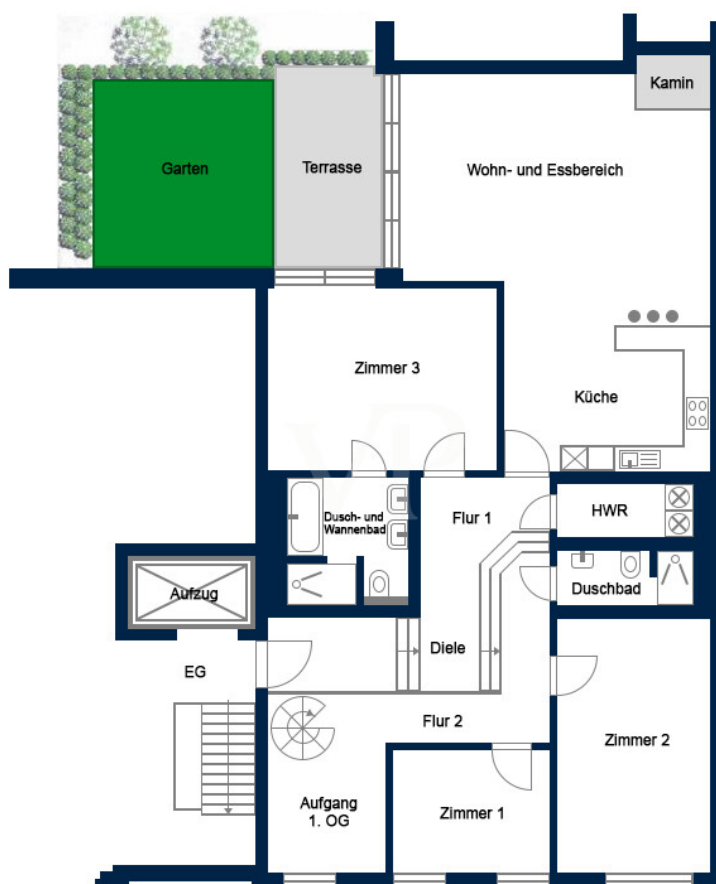 Kamin
Garten
Terrasse
Wohn- und Essbereich
Zimmer 3
Küche
Flur 1
HWR
Dusch- und
Wannenbad
Aufzug
Duschbad
Diele
EG
Flur 2
Zimmer 2
Aufgang
1. OG
Zimmer 1